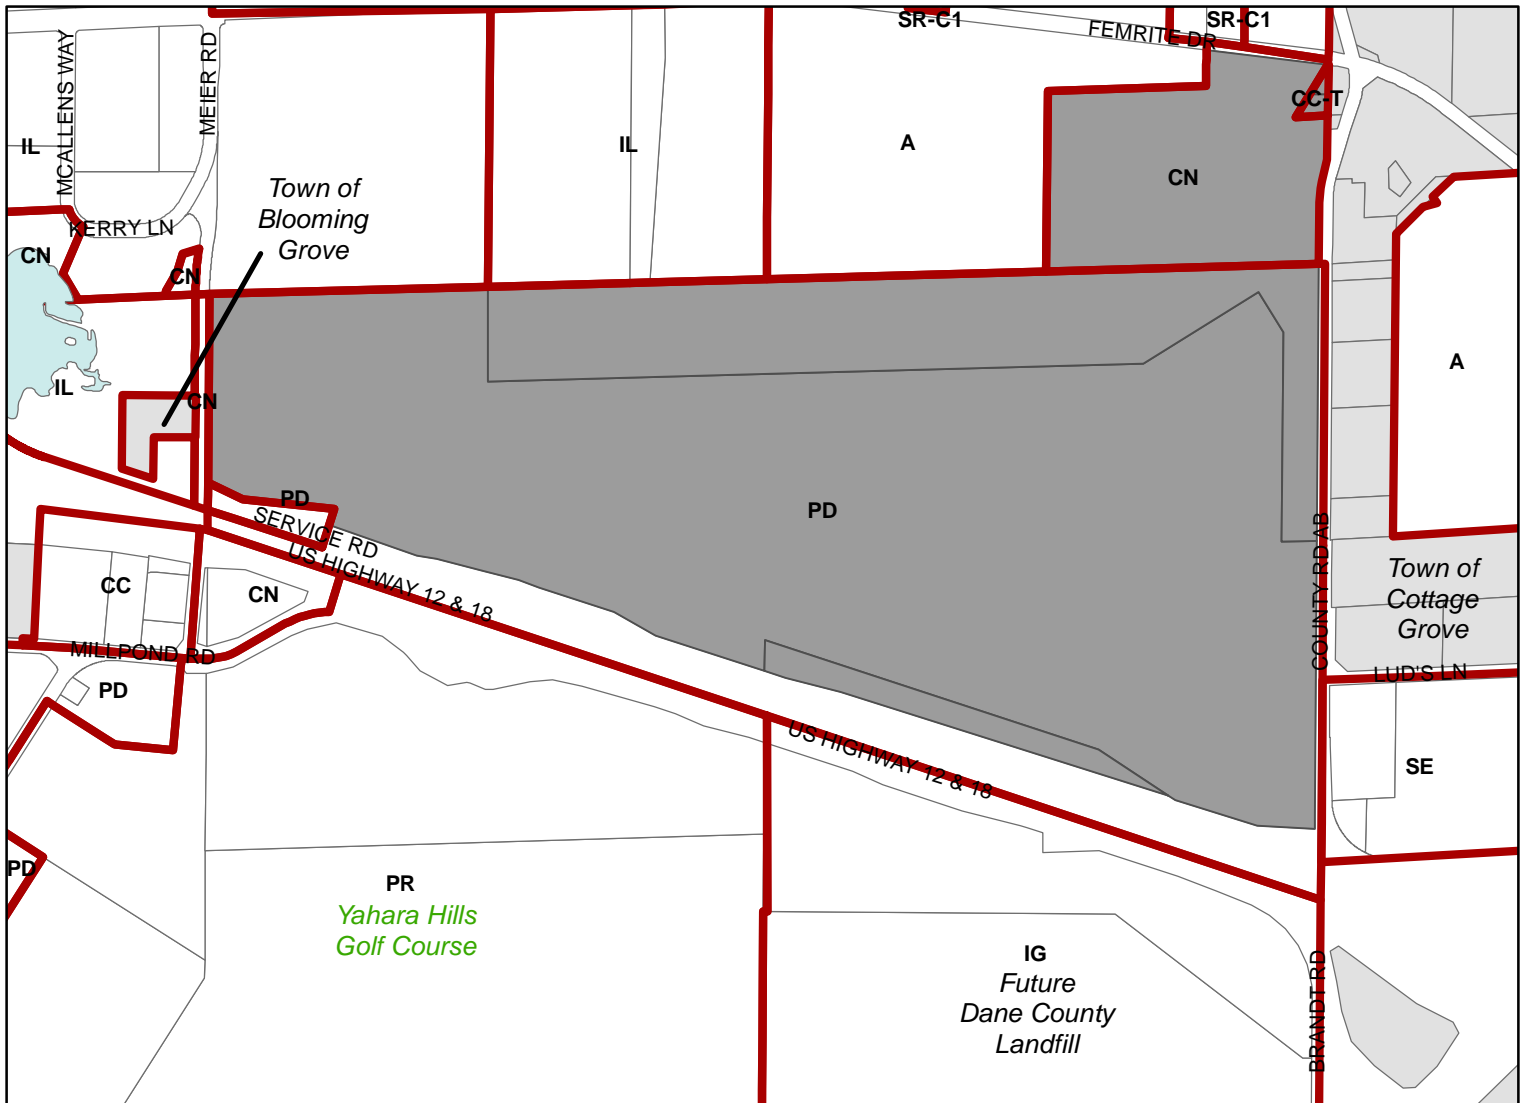 SR-C1
SR-C1
FEMRITE DR
MCALLENS WAY
MEIER RD
CC-T
IL
IL
A
CN
Town of
Blooming
Grove
KERRY LN
CN
CN
A
IL
CN
PD
PD
SERVICE RD
US HIGHWAY 12 & 18
COUNTY RD AB
Town of
Cottage
Grove
CC
CN
MILLPOND RD
LUD'S LN
PD
US HIGHWAY 12 & 18
SE
PD
PR
Yahara Hills
Golf Course
IG
Future
Dane County
Landfill
BRANDT RD